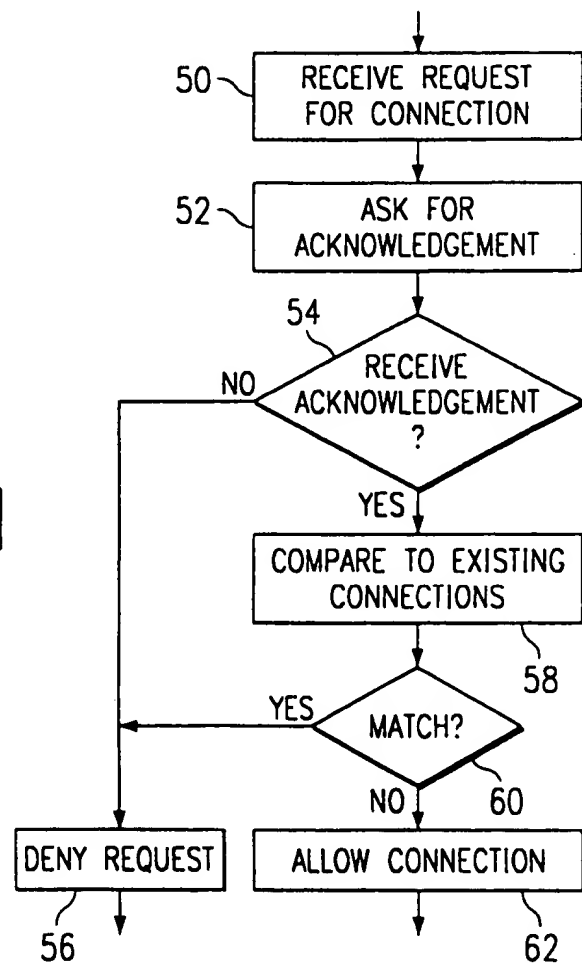 50
RECEIVE REQUEST
FOR CONNECTION
52
ASK FOR
ACKNOWLEDGEMENT
54
RECEIVE
ACKNOWLEDGEMENT
?
NO
YES
COMPARE TO EXISTING
CONNECTIONS
58
YES
MATCH?
60
NO
DENY REQUEST
ALLOW CONNECTION
56
62